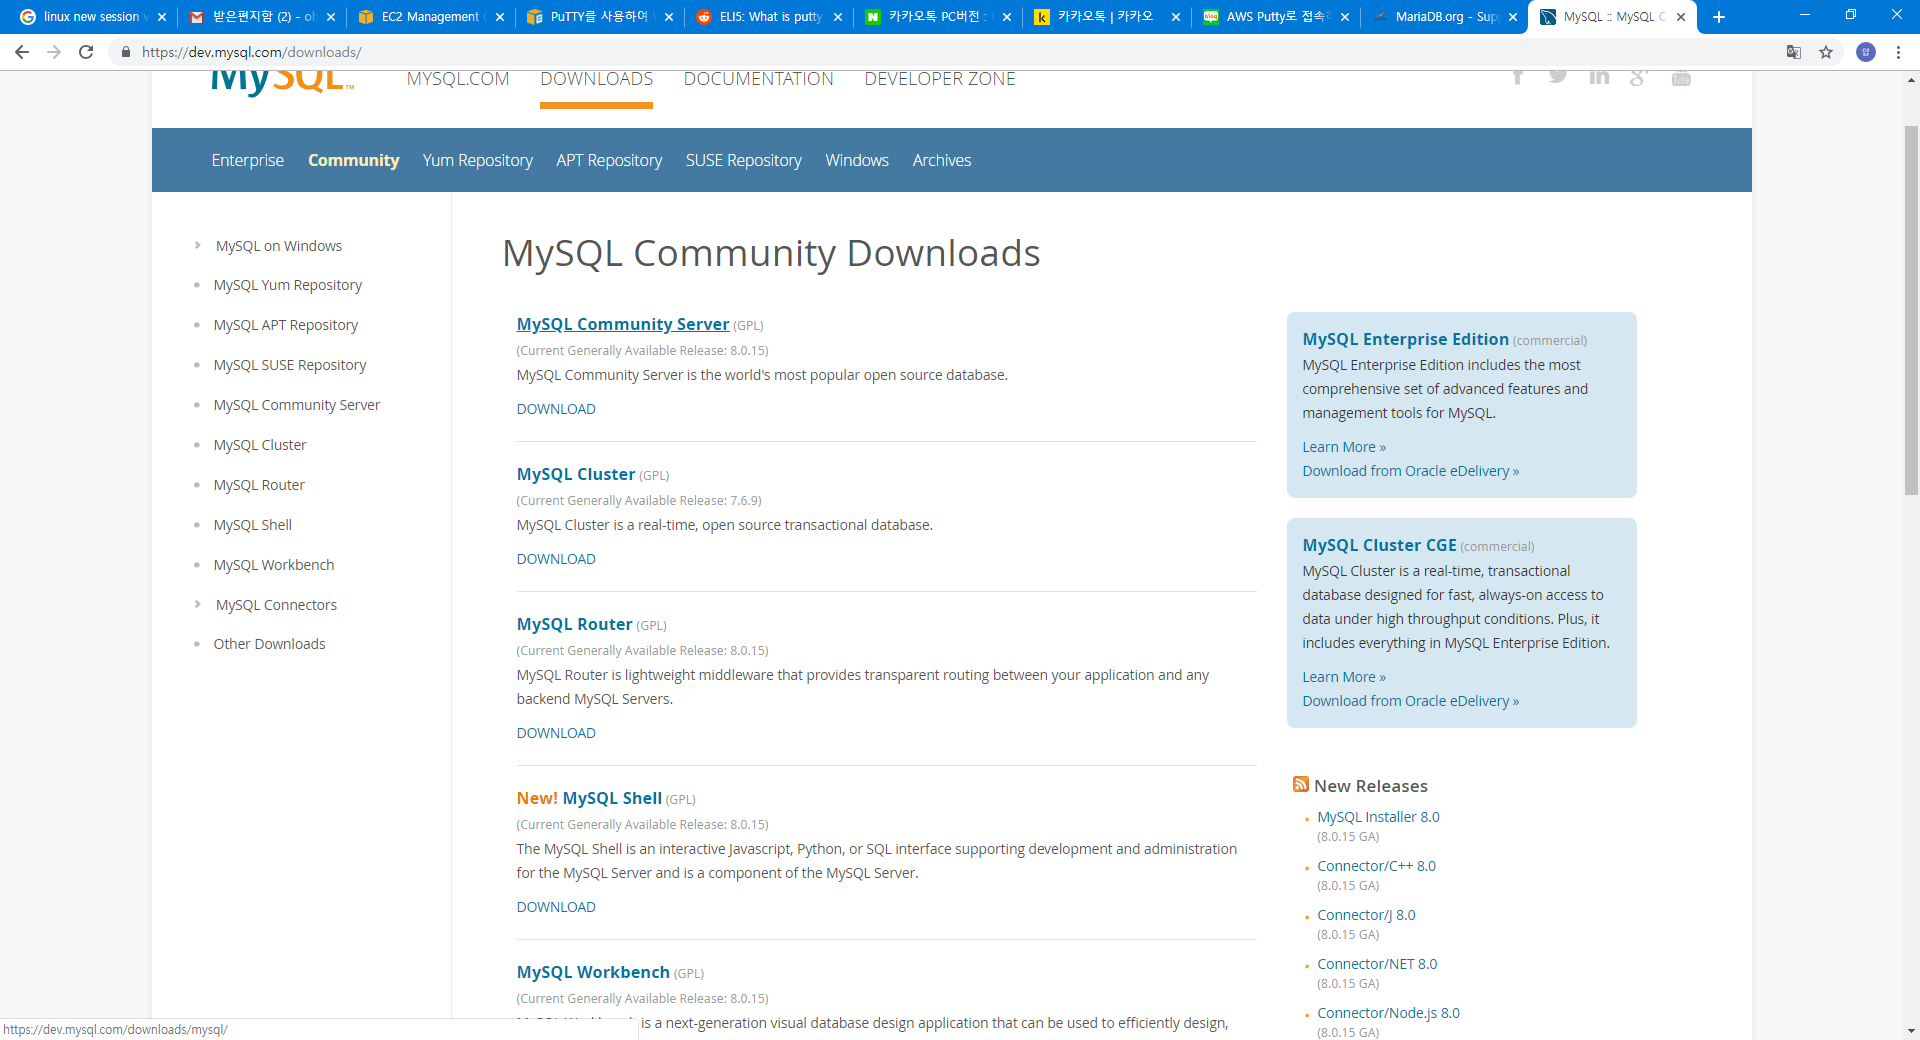 linux new session
받은편지함 (2) - oh
EC2 Management
PuTTY를 사용하여
ELI5: What is putty
카카오톡 PC버전 :
카카오톡 | 카카오
AWS Putty로 접속
MariaDB.org - Sup
MySQL :: MySQL C
https://dev.mysql.com/downloads/
MySQL™
MYSQL.COM
DOWNLOADS
DOCUMENTATION
DEVELOPER ZONE
Enterprise
Community
Yum Repository
APT Repository
SUSE Repository
Windows
Archives
MySQL on Windows
MySQL Yum Repository
MySQL APT Repository
MySQL SUSE Repository
MySQL Community Server
MySQL Cluster
MySQL Router
MySQL Shell
MySQL Workbench
MySQL Connectors
Other Downloads
MySQL Community Downloads
MySQL Community Server (GPL)
(Current Generally Available Release: 8.0.15)
MySQL Community Server is the world's most popular open source database.
DOWNLOAD
MySQL Cluster (GPL)
(Current Generally Available Release: 7.6.9)
MySQL Cluster is a real-time, open source transactional database.
DOWNLOAD
MySQL Router (GPL)
(Current Generally Available Release: 8.0.15)
MySQL Router is lightweight middleware that provides transparent routing between your application and any
backend MySQL Servers.
DOWNLOAD
New! MySQL Shell (GPL)
(Current Generally Available Release: 8.0.15)
The MySQL Shell is an interactive Javascript, Python, or SQL interface supporting development and administration
for the MySQL Server and is a component of the MySQL Server.
DOWNLOAD
MySQL Workbench (GPL)
(Current Generally Available Release: 8.0.15)
is a next-generation visual database design application that can be used to efficiently design,
MySQL Enterprise Edition (commercial)
MySQL Enterprise Edition includes the most
comprehensive set of advanced features and
management tools for MySQL.
Learn More »
Download from Oracle eDelivery »
MySQL Cluster CGE (commercial)
MySQL Cluster is a real-time, transactional
database designed for fast, always-on access to
data under high throughput conditions. Plus, it
includes everything in MySQL Enterprise Edition.
Learn More »
Download from Oracle eDelivery »
New Releases
MySQL Installer 8.0
(8.0.15 GA)
Connector/C++ 8.0
(8.0.15 GA)
Connector/J 8.0
(8.0.15 GA)
Connector/NET 8.0
(8.0.15 GA)
Connector/Node.js 8.0
(8.0.15 GA)
https://dev.mysql.com/downloads/mysql/